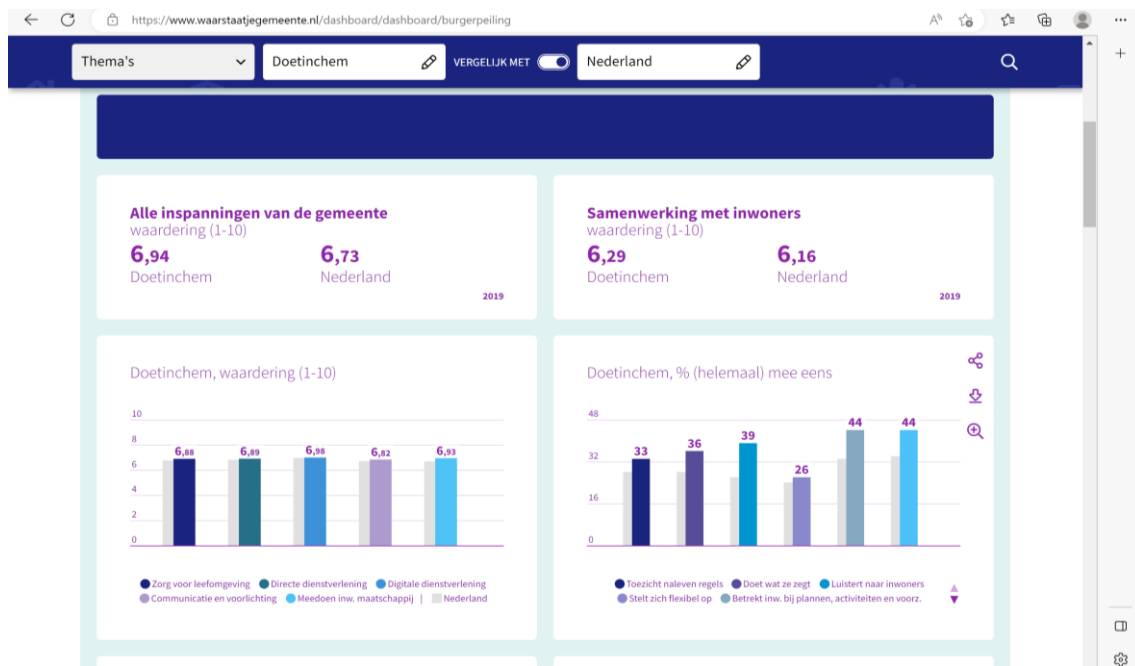 https://www.waarstaatjegemeente.nl/dashboard/dashboard/burgerpeiling
Thema's
Doetinchem
VERGELIJK MET
Nederland
Alle inspanningen van de gemeente
waardering (1-10)
6,94
6,73
Doetinchem
Nederland
2019
Samenwerking met inwoners
waardering (1-10)
6,29
6,16
Doetinchem
Nederland
2019
Doetinchem, waardering (1-10)
10
8
6
4
2
0
6,88
6,89
6,98
6,82
6,93
Zorg voor leefomgeving
Directe dienstverlening
Digitale dienstverlening
Communicatie en voorlichting
Meedoen inw. maatschappij |
Nederland
Doetinchem, % (helemaal) mee eens
48
32
16
0
33
36
39
26
44
44
Toezicht naleven regels
Doet wat ze zegt
Luistert naar inwoners
Stelt zich flexibel op
Betrekt inw. bij plannen, activiteiten en voorz.